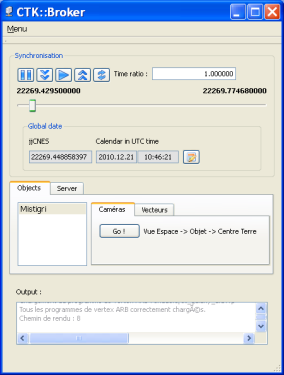 CTK::Broker
Menu
Synchronisation
Time ratio :
1.000000
22269.429500000 22269.774680000
Global date
jjCNES Calendar in UTC time
22269.448858397 2010.12.21 10:46:21
Objects Server
Mistigri
Caméras Vecteurs
Go ! Vue Espace -> Objet -> Centre Terre
Output :
Tous les programmes de vertex ARB correctement chargÃ©s.
Chemin de rendu : 8